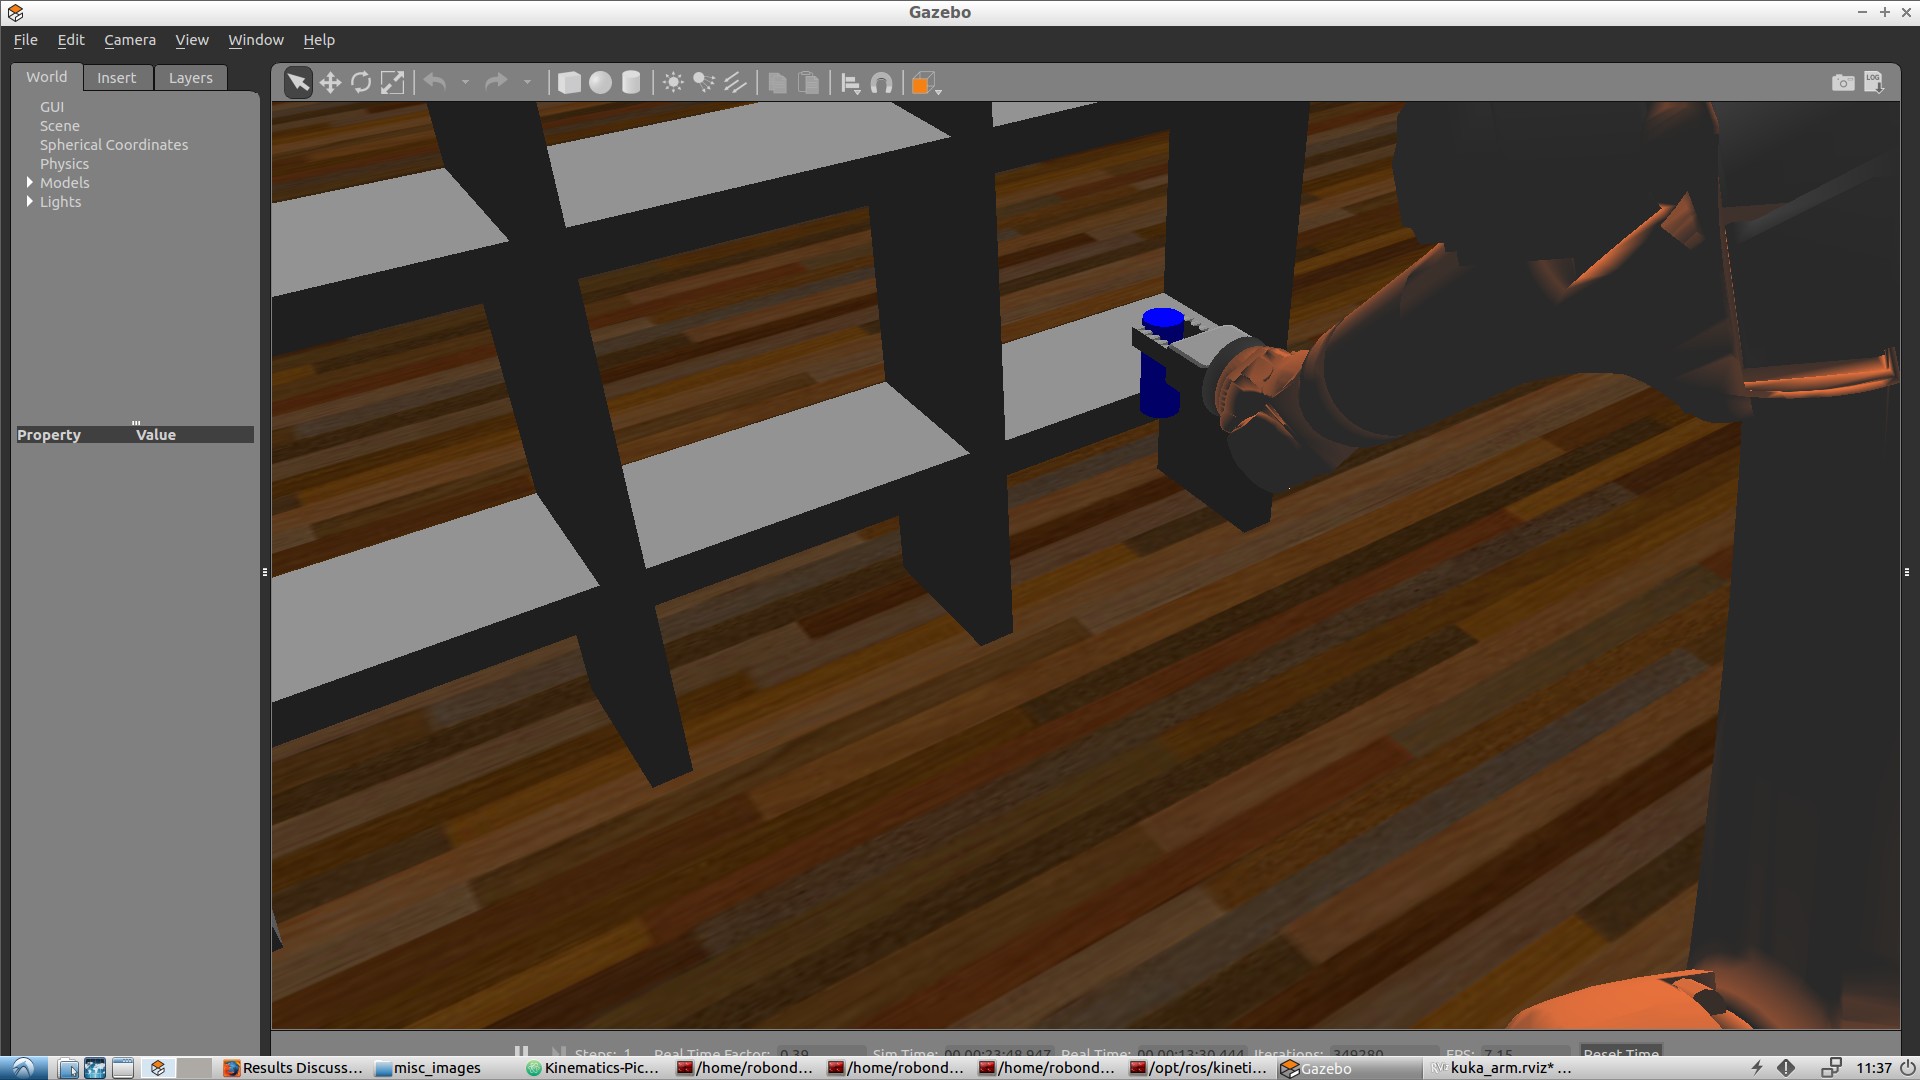 Gazebo
File Edit Camera View Window Help
World Insert Layers
LOG
GUI
Scene
Spherical Coordinates
Physics
Models
Lights
Property Value
Steps: 1 Real Time Factor: 0.39 Sim Time: 00 00:23:48.947 Real Time: 00 00:13:30.444 Iterations: 349280 FPS: 7.15 Reset Time
Results Discuss... misc_images Kinematics-Pic... /home/robond... /home/robond... /home/robond... /opt/ros/kineti... Gazebo kuka_arm.rviz* ... 11:37